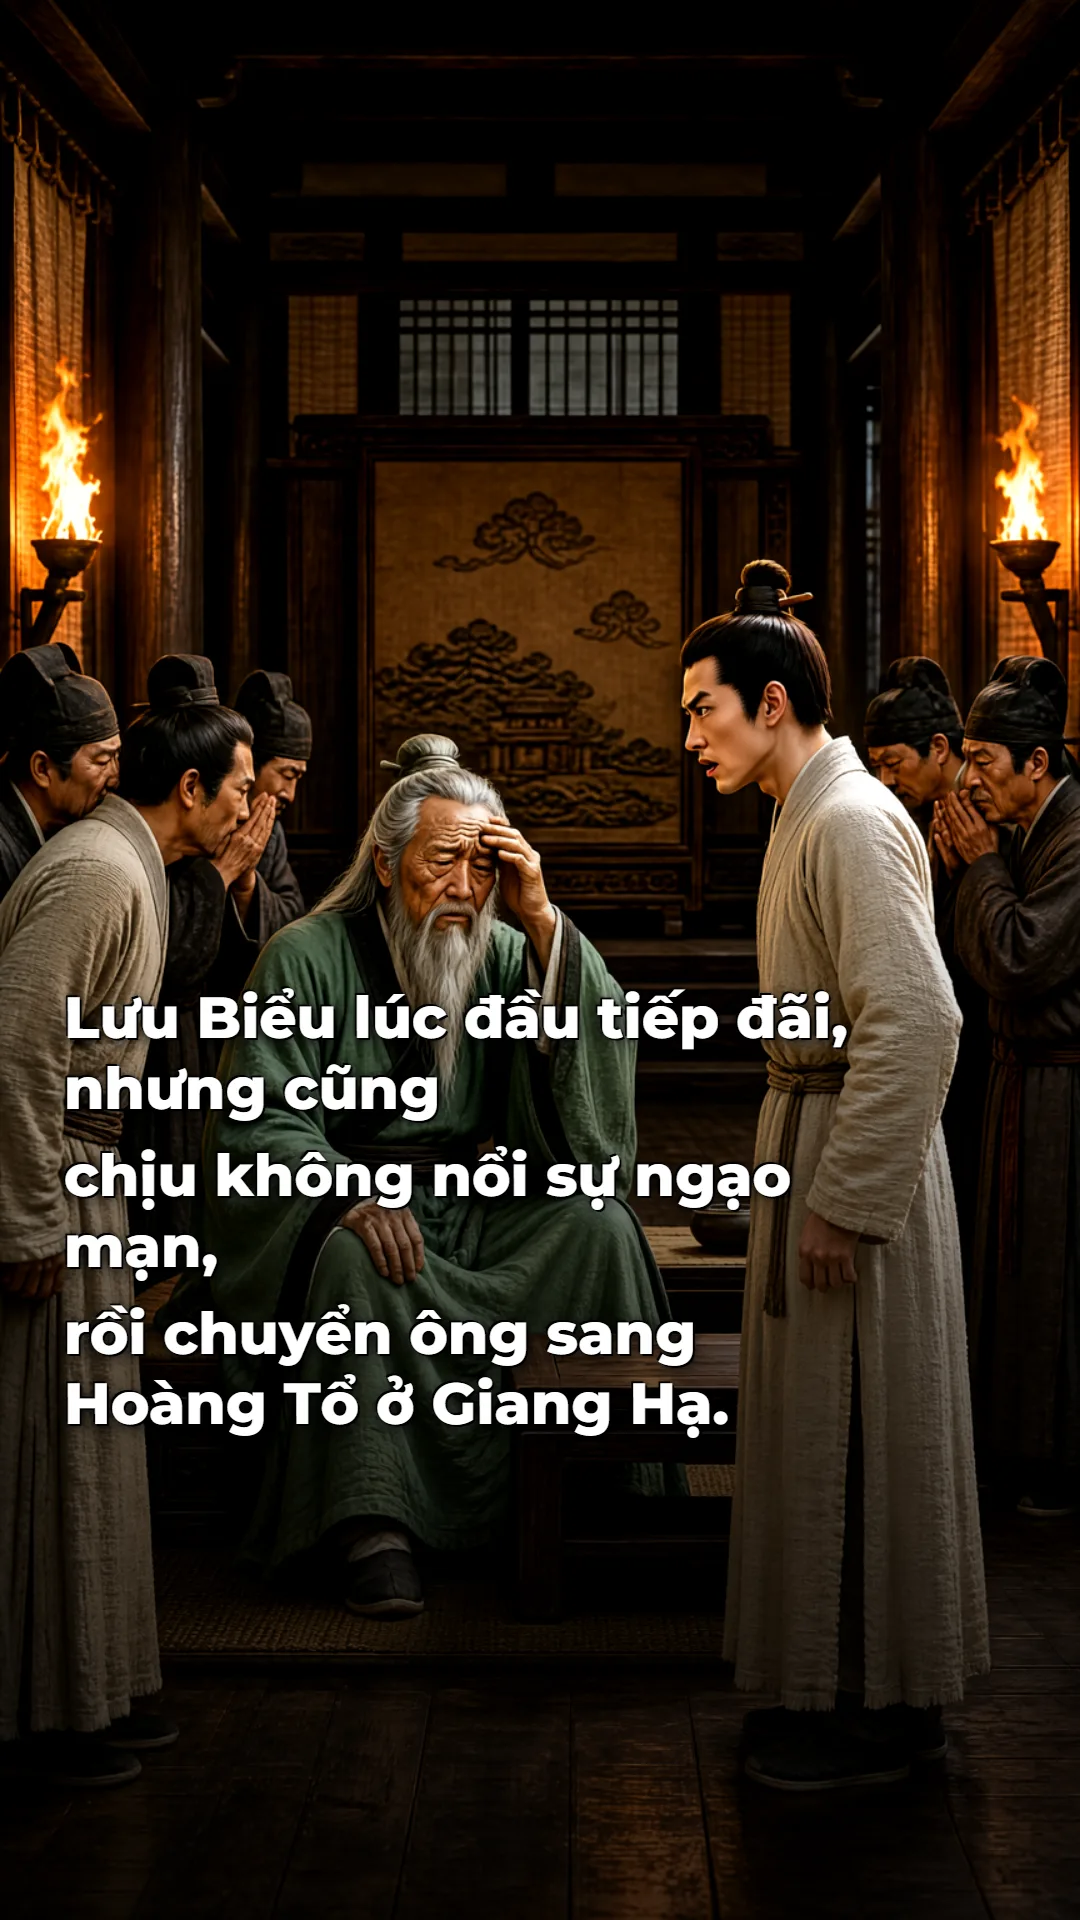 Lưu Biểu lúc đầu tiếp đãi,
nhưng cũng
chịu không nổi sự ngạo
mạn,
rồi chuyển ông sang
Hoàng Tổ ở Giang Hạ.